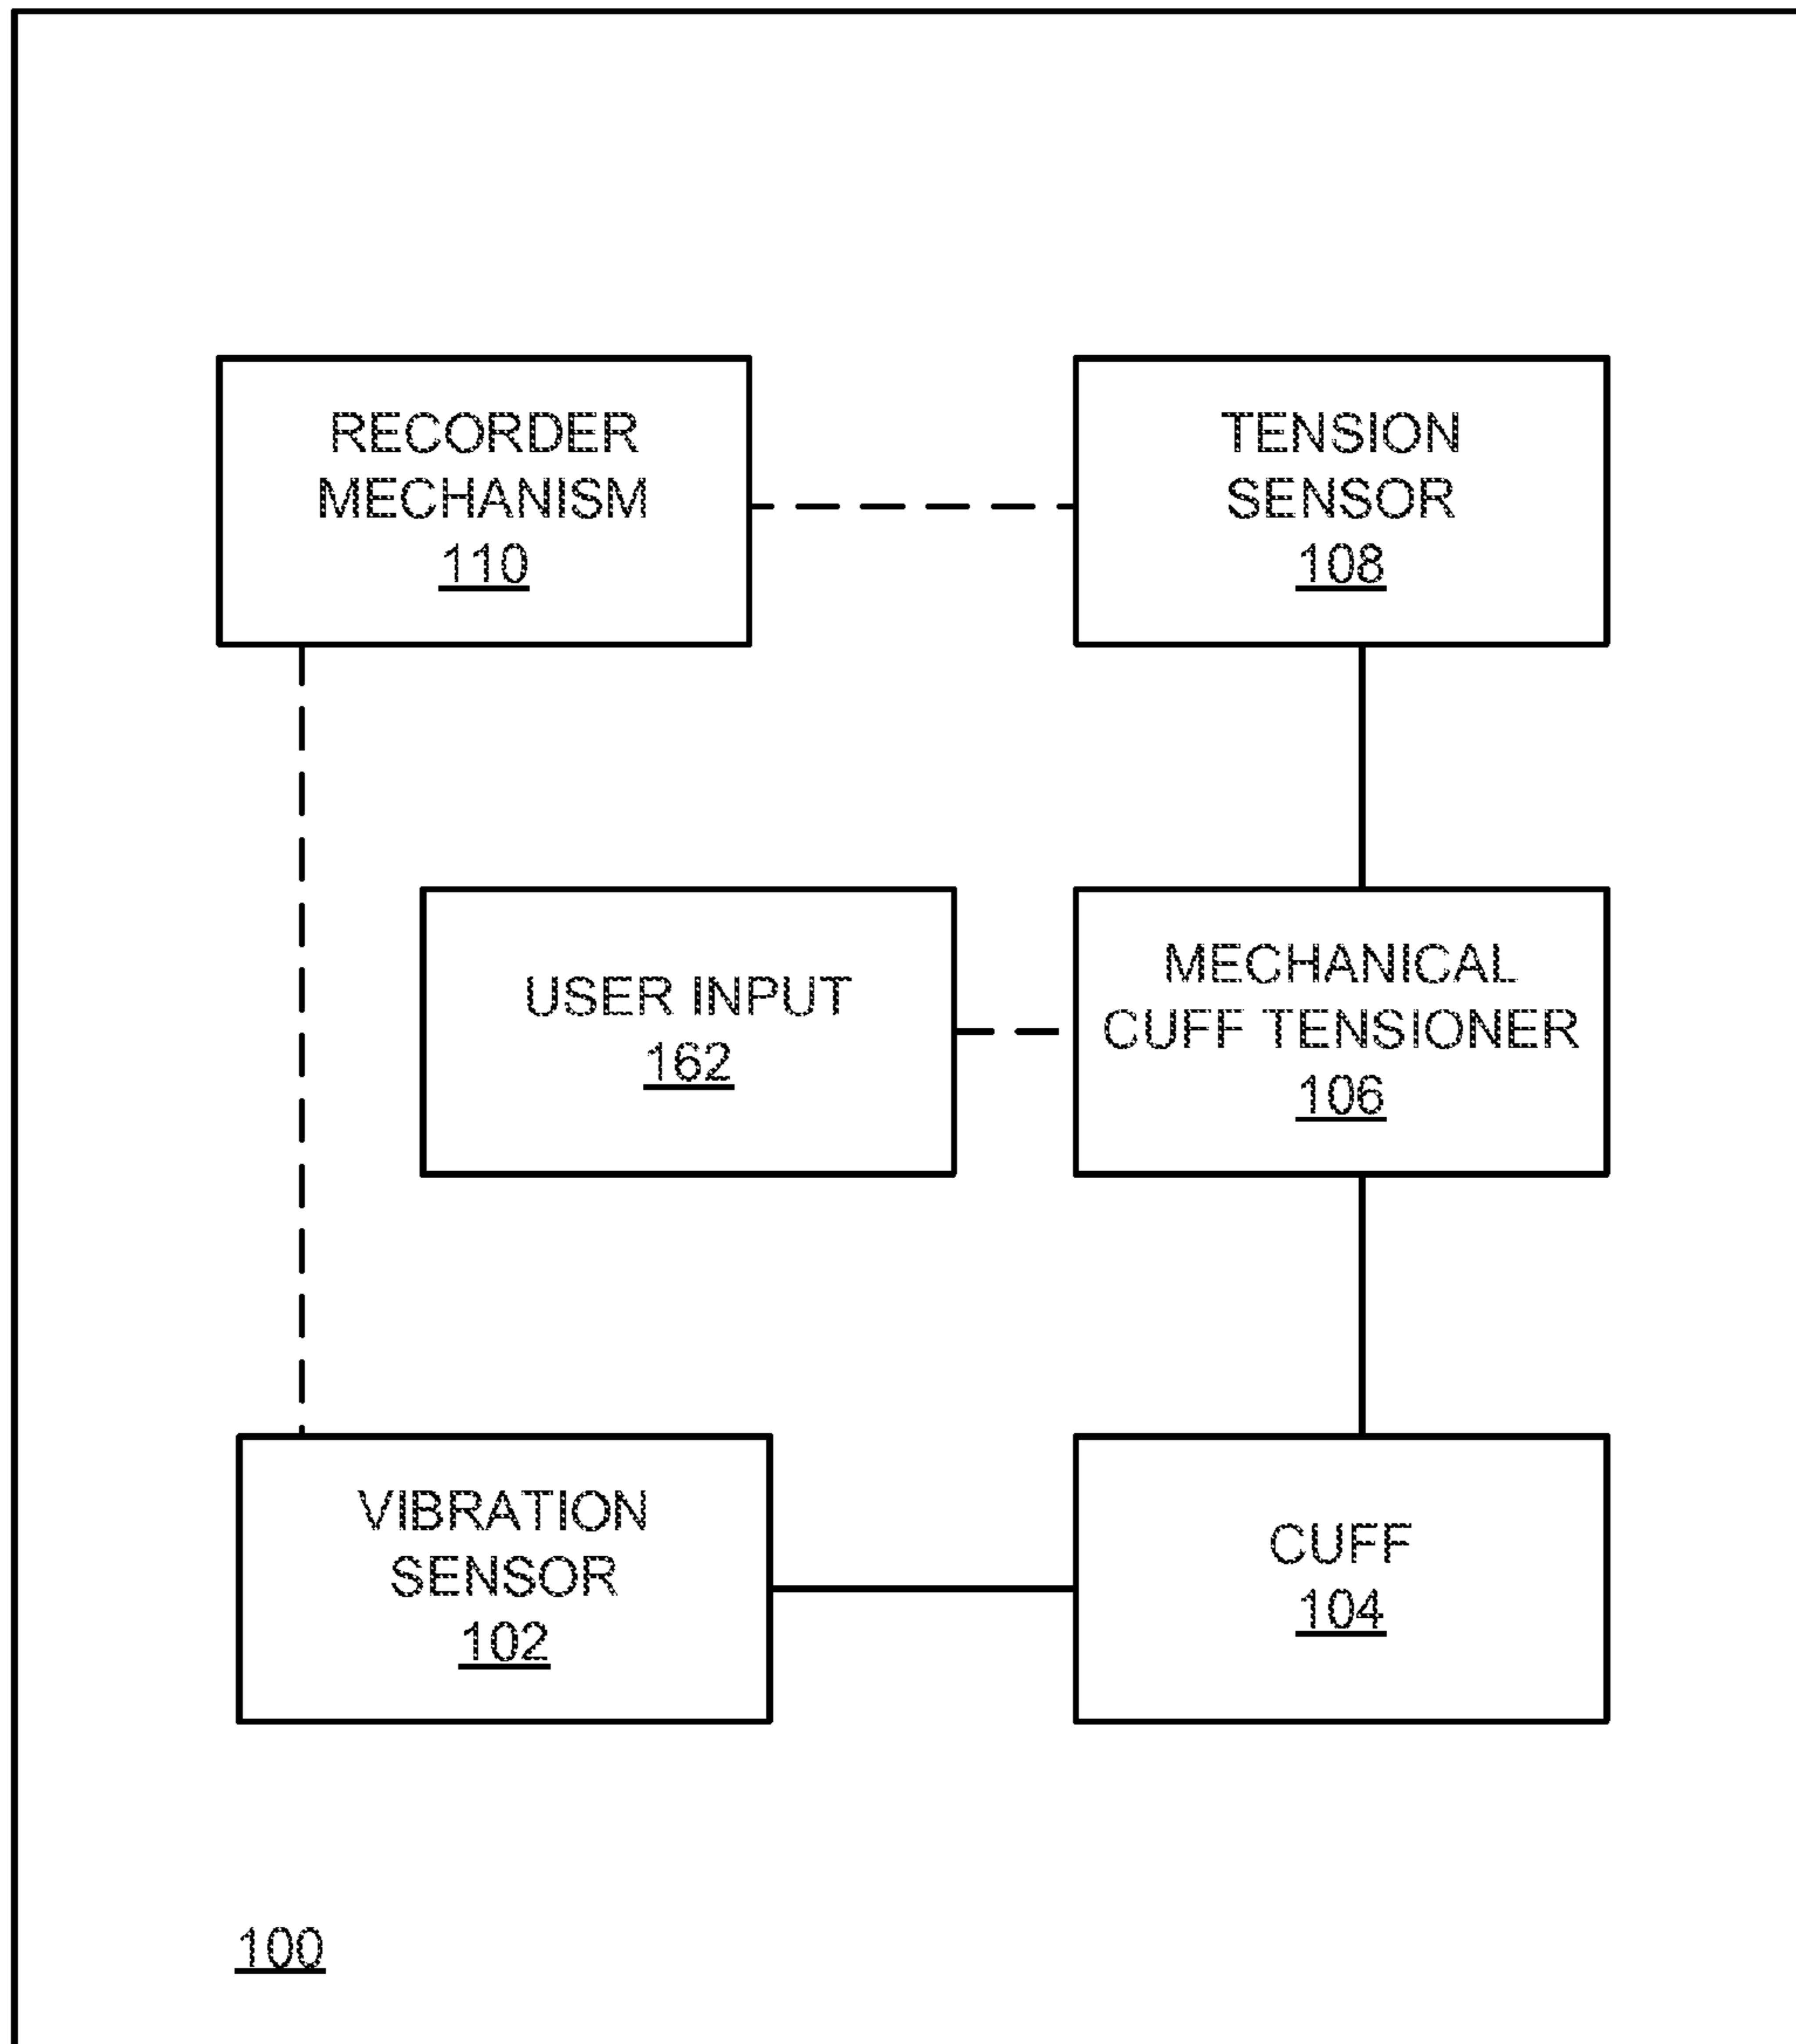 RECORDER
MECHANISM
110
TENSION
SENSOR
108
USER INPUT
162
MECHANICAL
CUFF TENSIONER
106
VIBRATION
SENSOR
102
CUFF
104
100